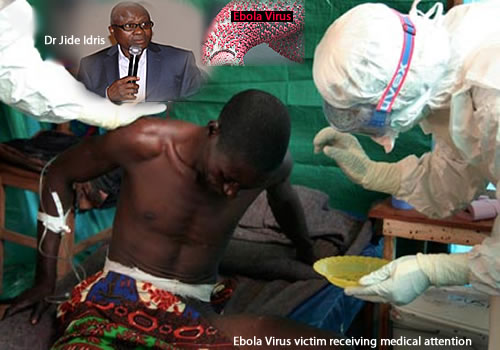 Ebola Virus
Dr Jide Idris
Ebola Virus victim receiving medical attention